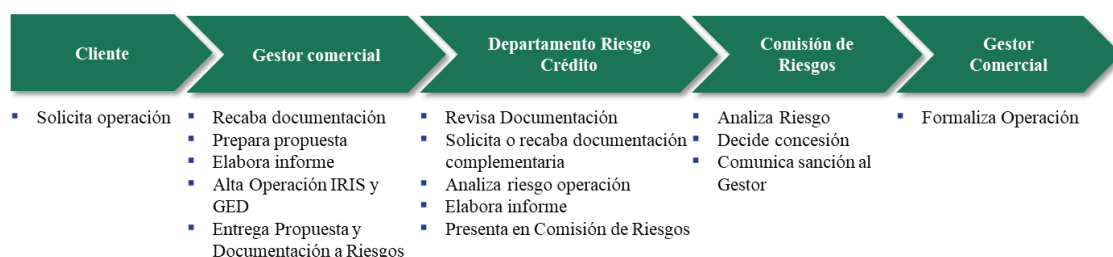 Cliente
Solicita operación
Gestor comercial
Recaba documentación
Prepara propuesta
Elabora informe
Alta Operación IRIS y
GED
Entrega Propuesta y
Documentación a Riesgos
Departamento Riesgo
Crédito
Revisa Documentación
Solicita o recaba documentación
complementaria
Analiza riesgo operación
Elabora informe
Presenta en Comisión de Riesgos
Comisión de
Riesgos
Analiza Riesgo
Decide concesión
Comunica sanción al
Gestor
Gestor
Comercial
Formaliza Operación